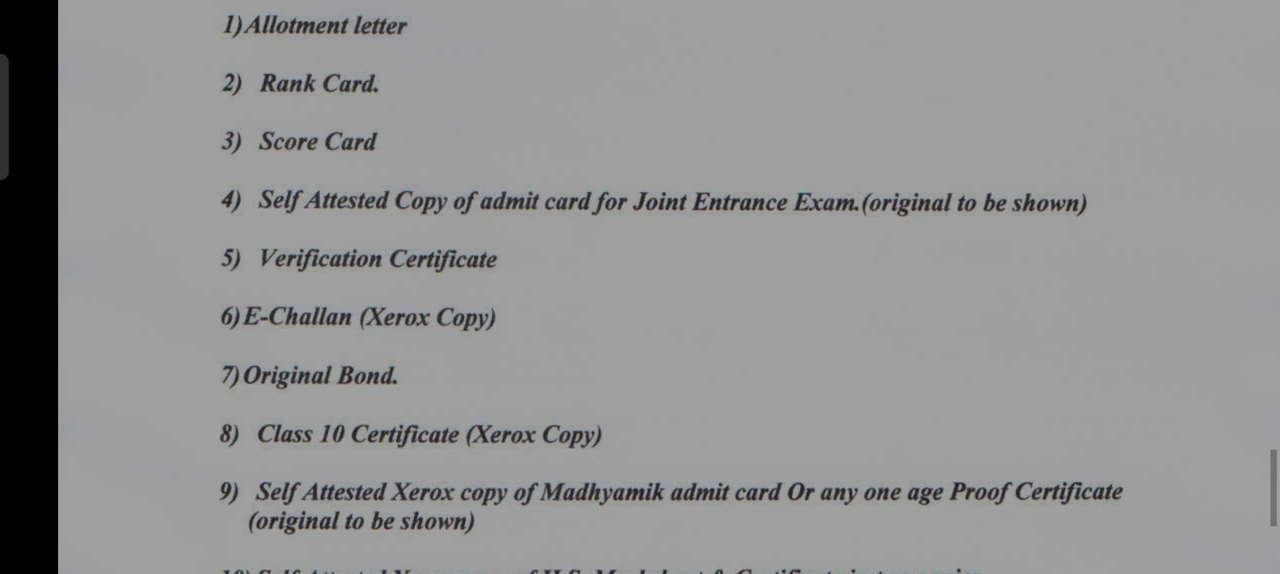 1) Allotment letter
2) Rank Card.
3) Score Card
4) Self Attested Copy of admit card for Joint Entrance Exam.(original to be shown)
5) Verification Certificate
6) E-Challan (Xerox Copy)
7) Original Bond.
8) Class 10 Certificate (Xerox Copy)
9) Self Attested Xerox copy of Madhyamik admit card Or any one age Proof Certificate
(original to be shown)